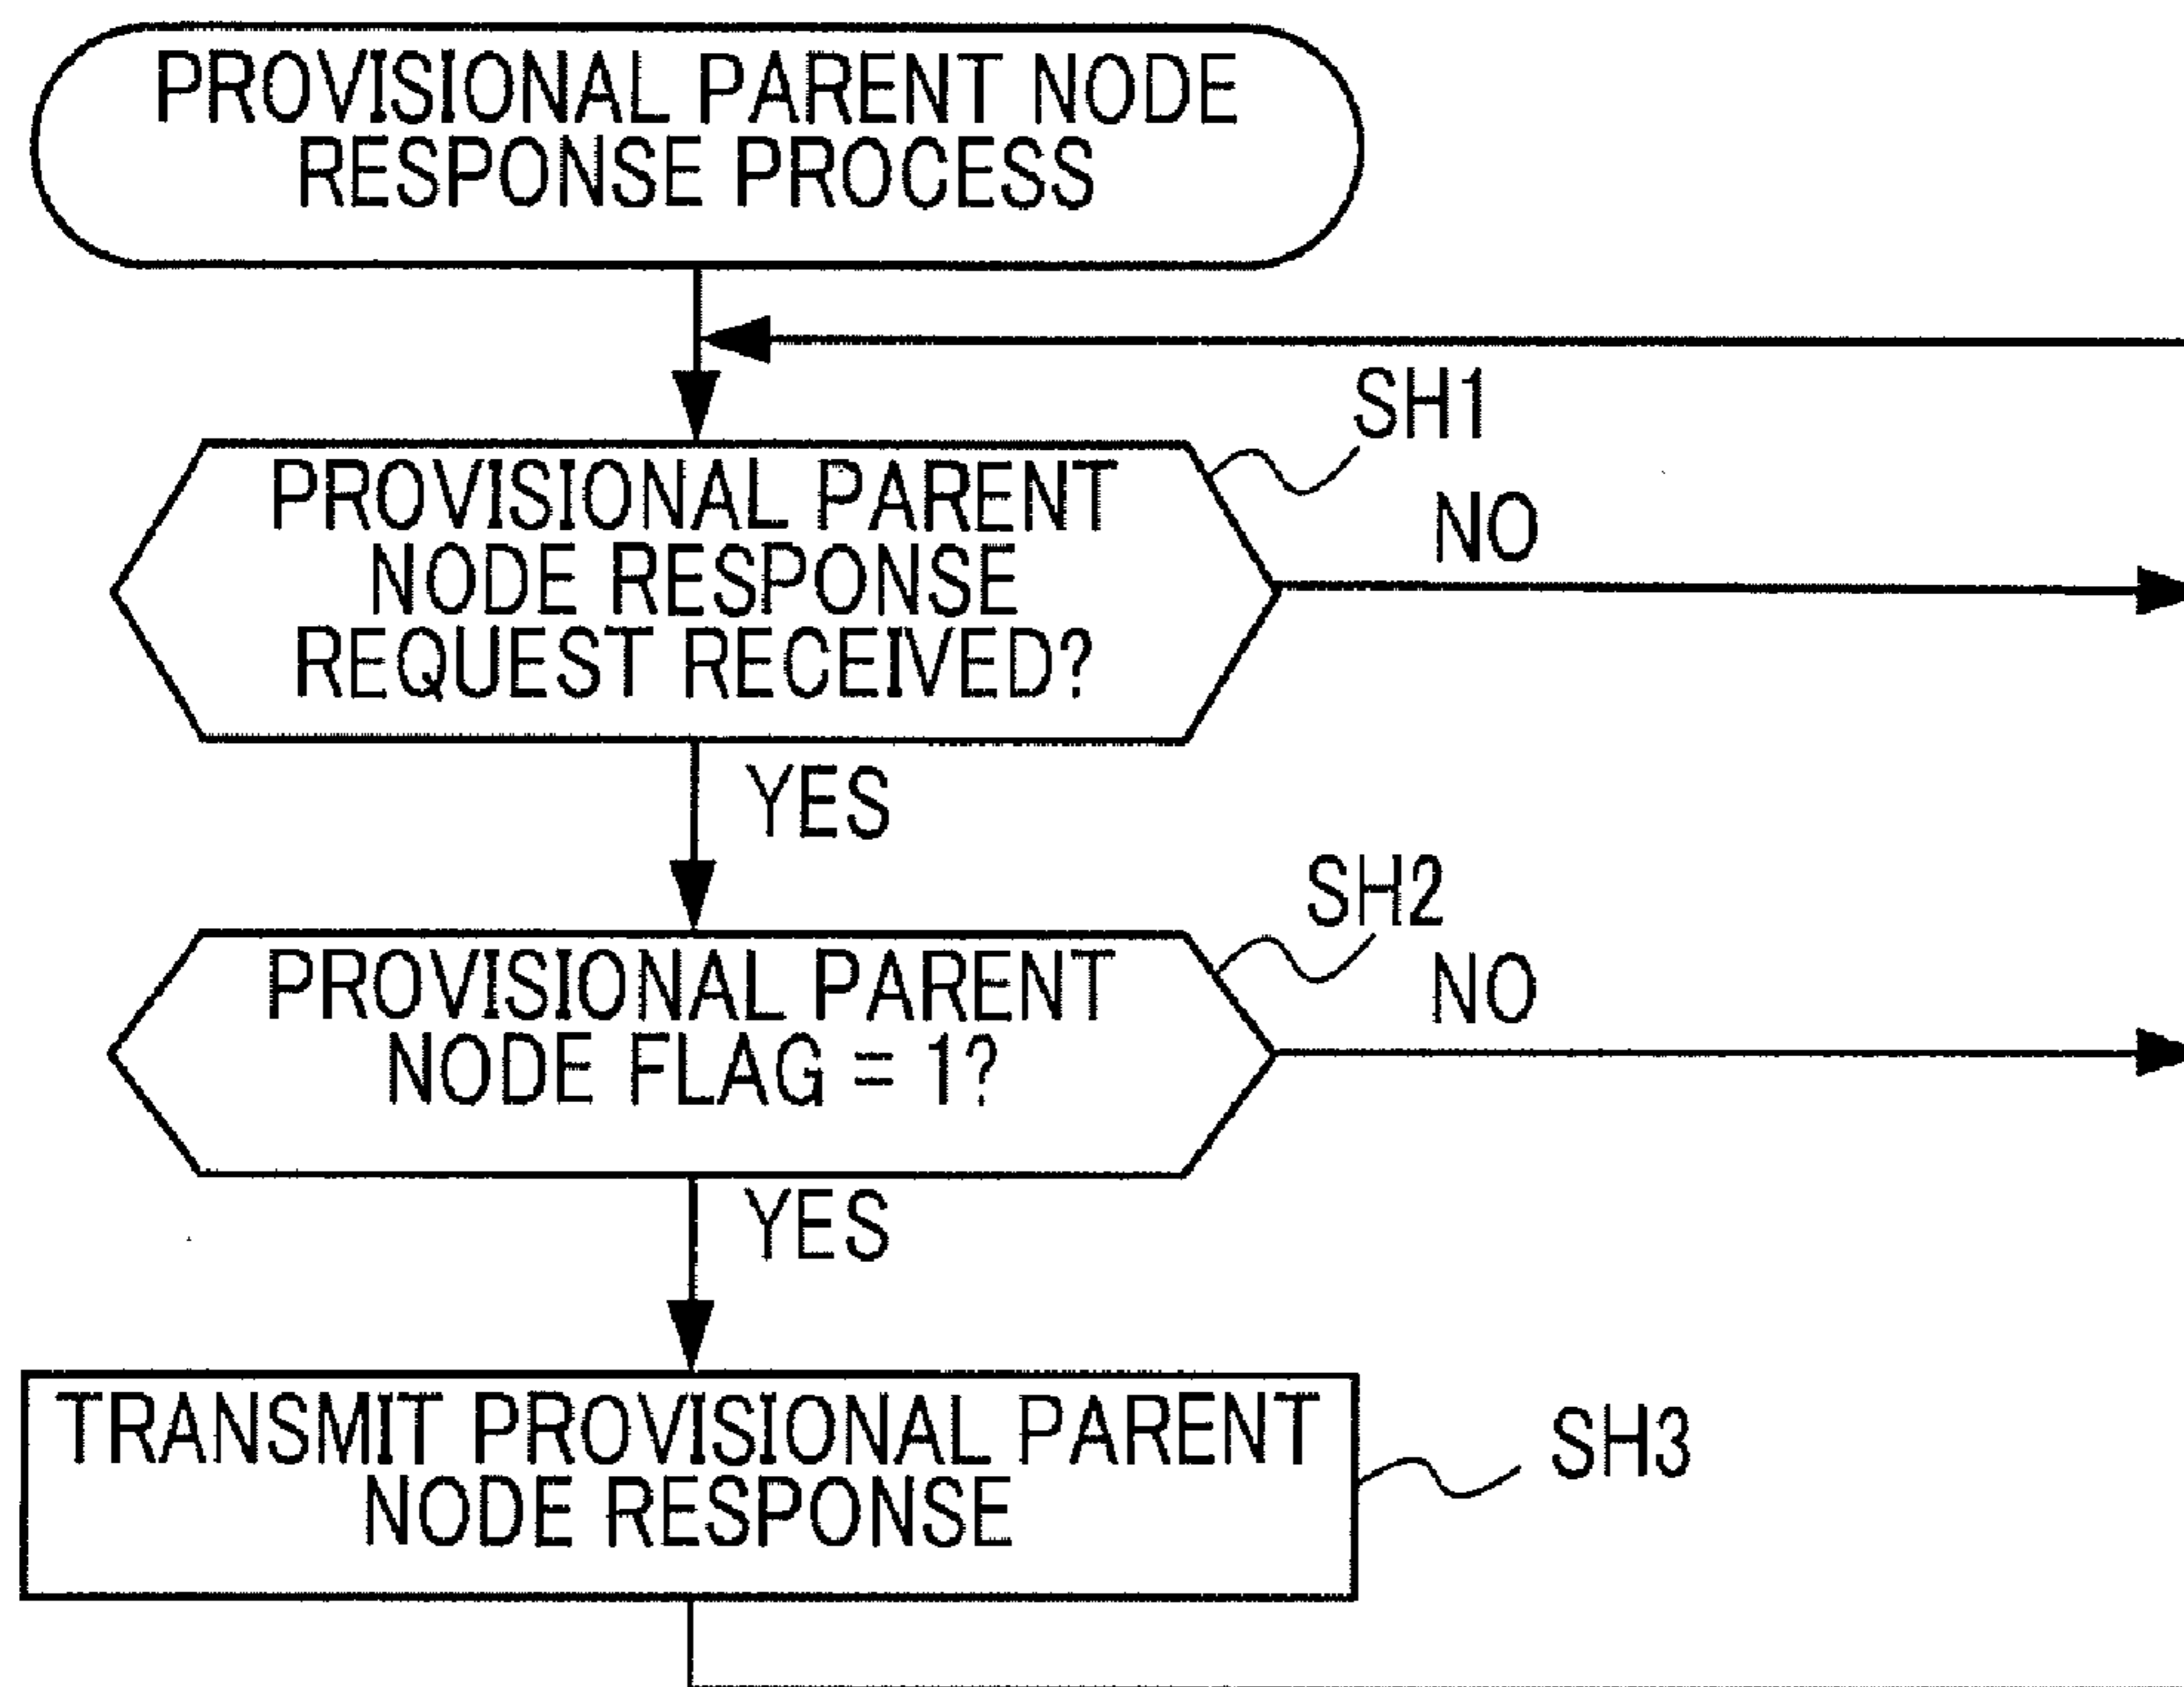 PROVISIONAL PARENT NODE
RESPONSE PROCESS
SH1
PROVISIONAL PARENT
NODE RESPONSE
REQUEST RECEIVED?
NO
YES
SH2
PROVISIONAL PARENT
NODE FLAG = 1?
NO
YES
TRANSMIT PROVISIONAL PARENT
NODE RESPONSE
SH3